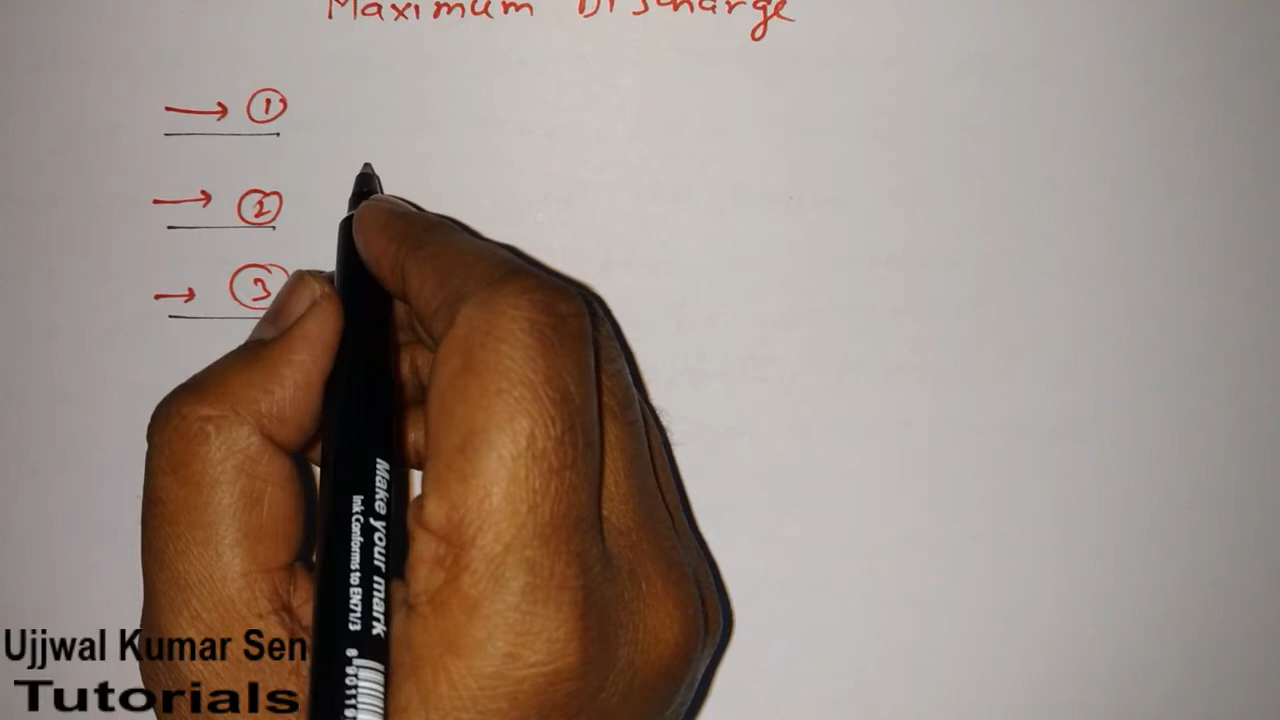 Maximum Discharge
→ ①
→ ②
→ ③
Make your mark
Ink Conforms to EN71/3
Ujjwal Kumar Sen
Tutorials